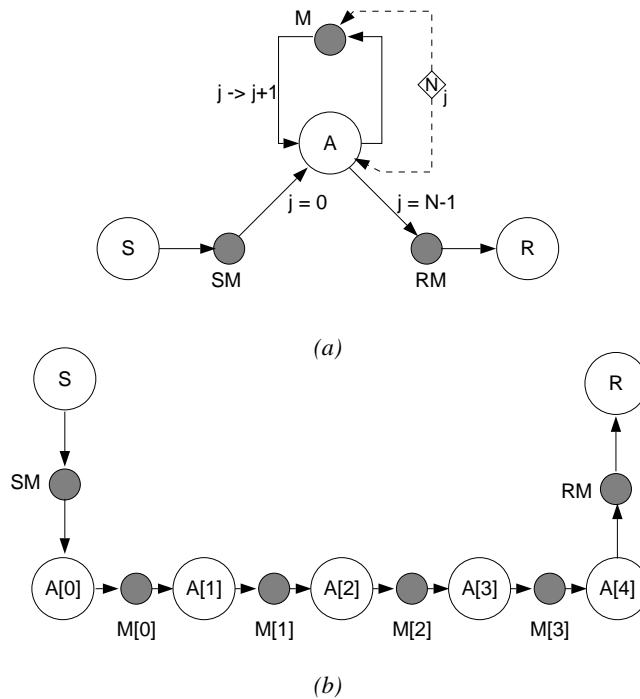 M
j -> j+1
N
j
A
j = 0
j = N-1
S
R
SM
RM
(a)
S
R
SM
RM
A[0]
A[1]
A[2]
A[3]
A[4]
M[0]
M[1]
M[2]
M[3]
(b)